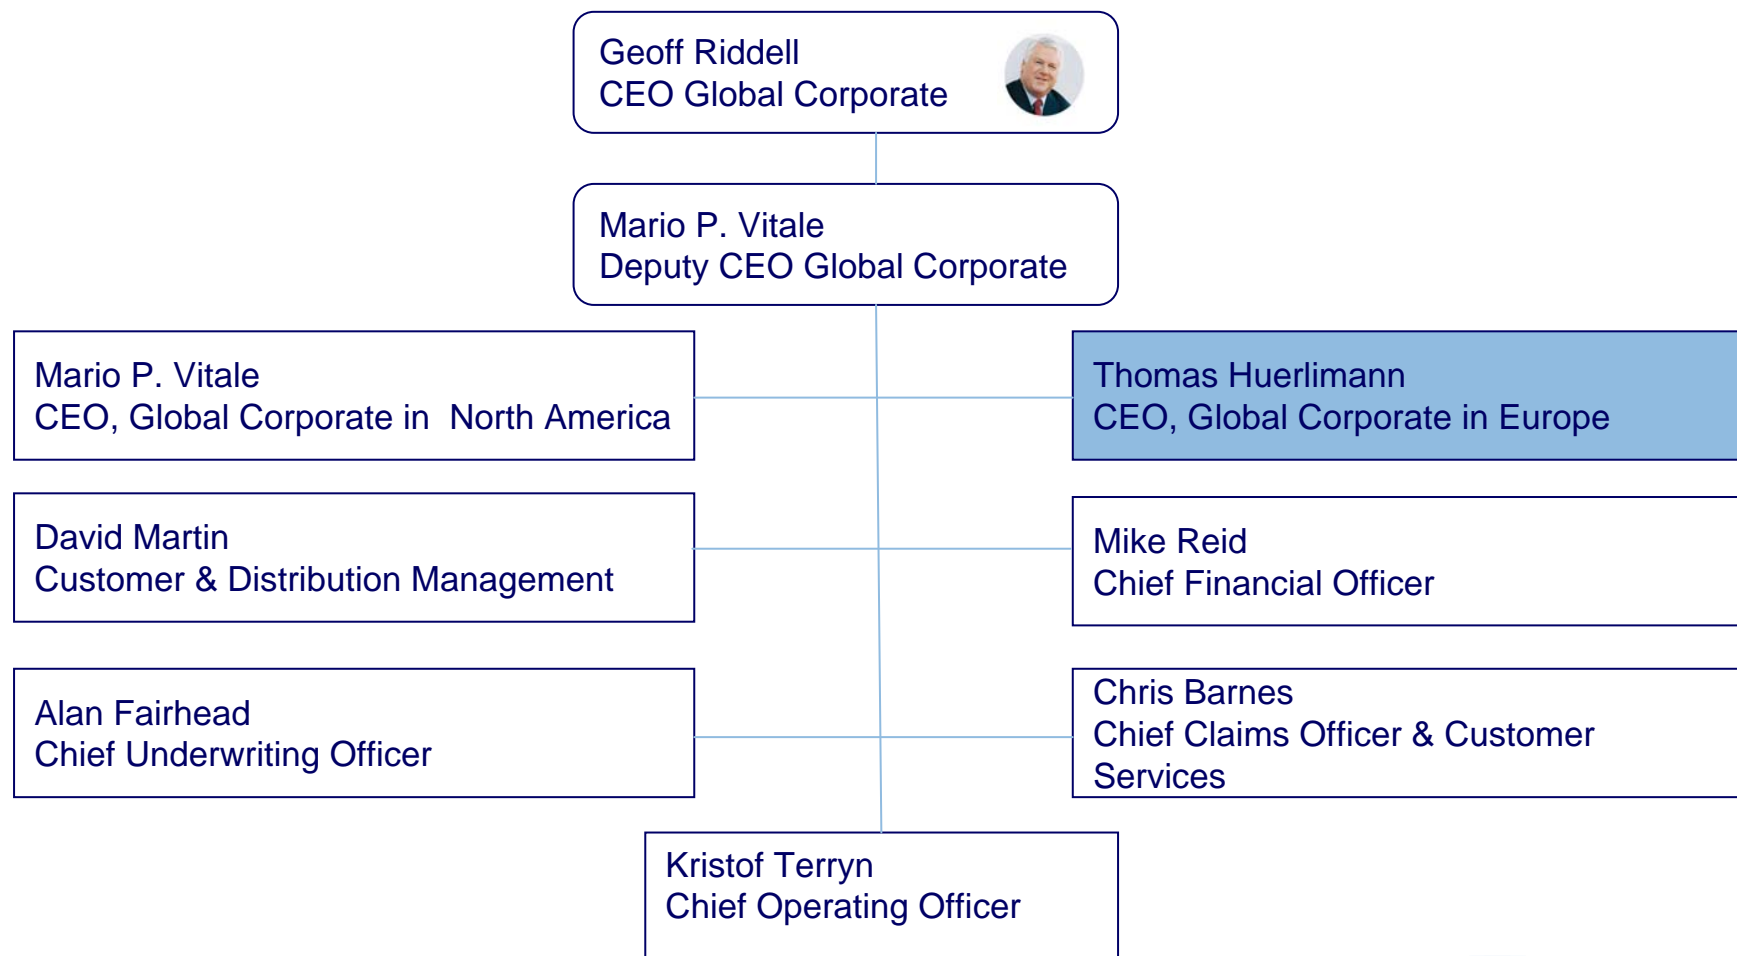 Geoff Riddell
CEO Global Corporate
Mario P. Vitale
Deputy CEO Global Corporate
Mario P. Vitale
CEO, Global Corporate in  North America
Thomas Huerlimann
CEO, Global Corporate in Europe
David Martin
Customer & Distribution Management
Mike Reid
Chief Financial Officer
Alan Fairhead
Chief Underwriting Officer
Chris Barnes
Chief Claims Officer & Customer
Services
Kristof Terryn
Chief Operating Officer